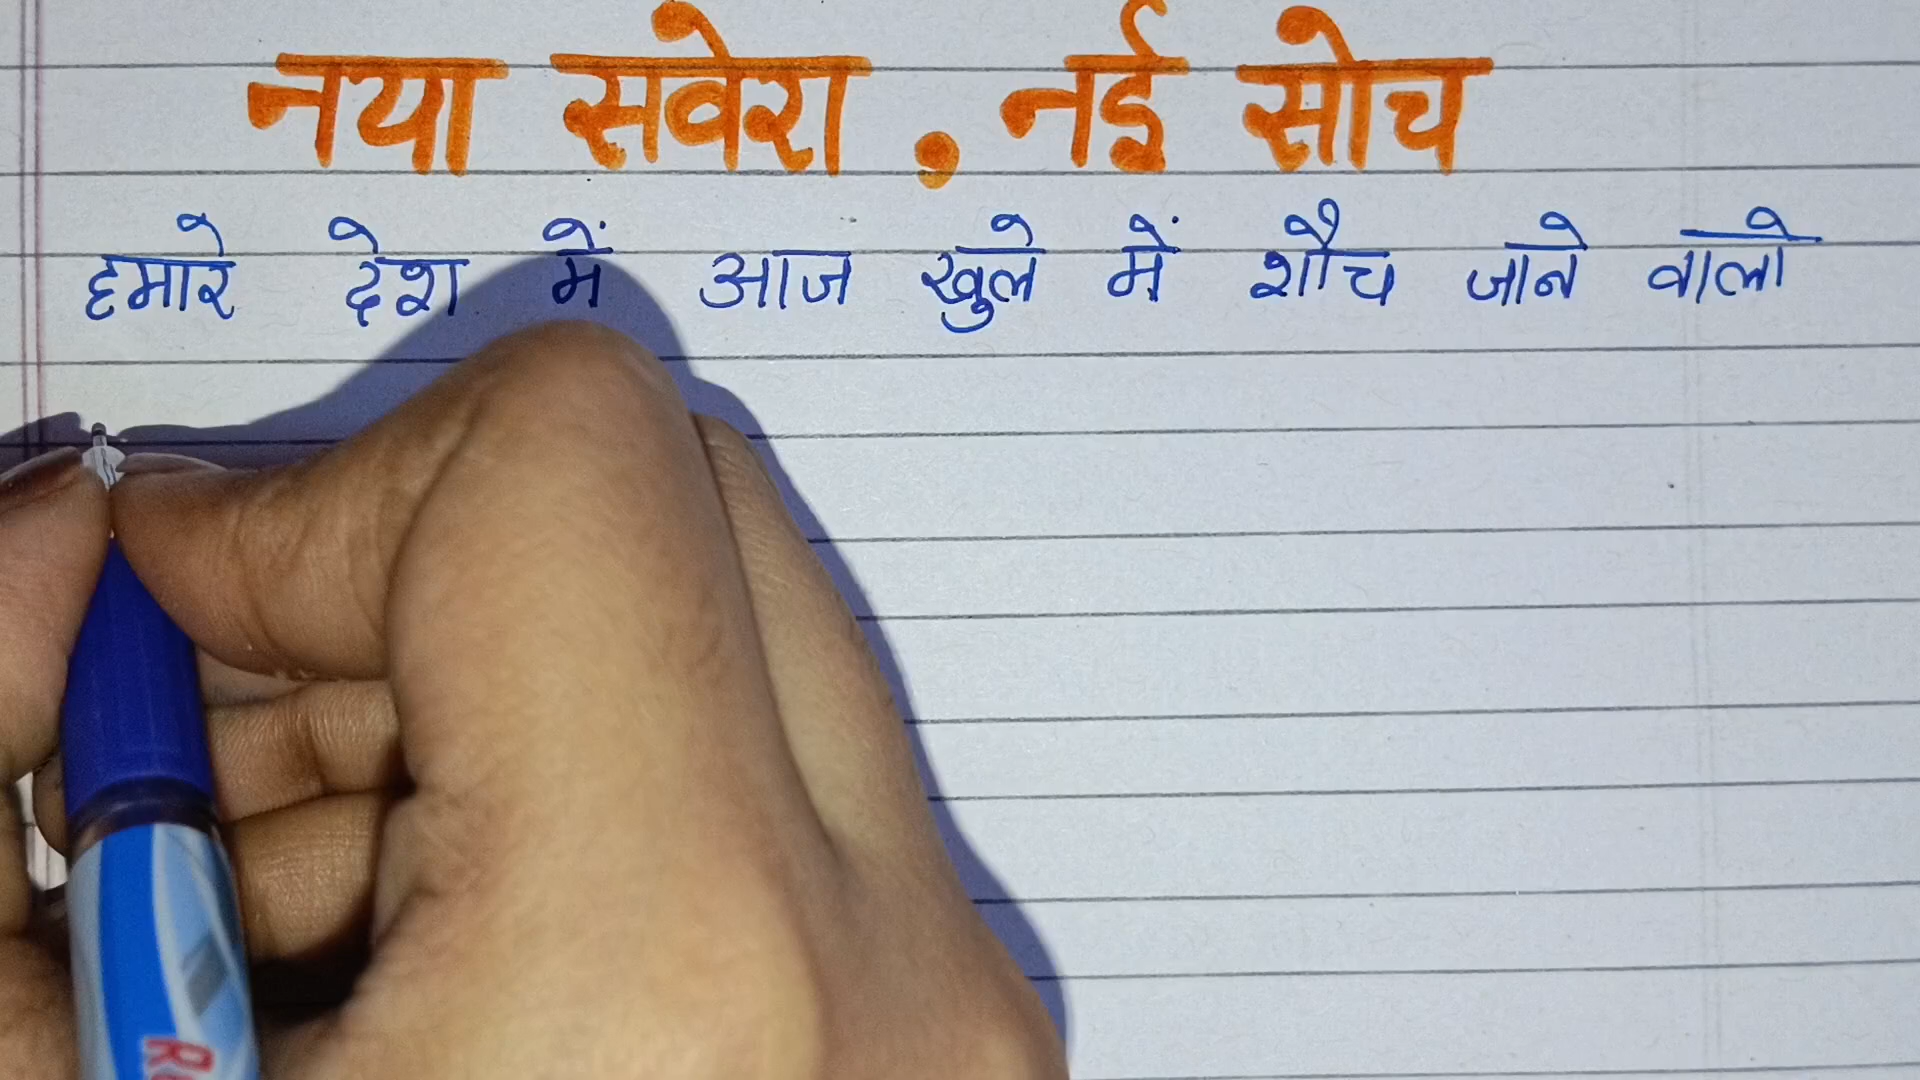 नया सवेरा , नई सोच
हमारे देश में आज खुले में शौच जाने वालो